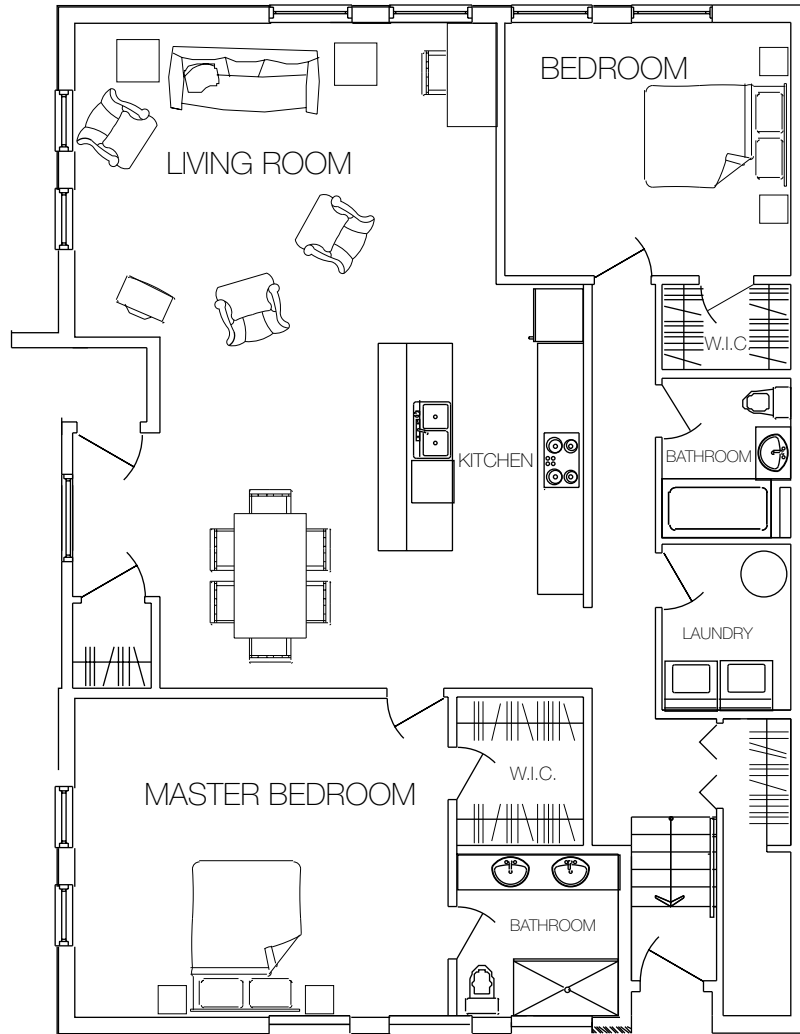 BEDROOM
LIVING ROOM
W.I.C.
KITCHEN
BATHROOM
LAUNDRY
W.I.C.
MASTER BEDROOM
BATHROOM